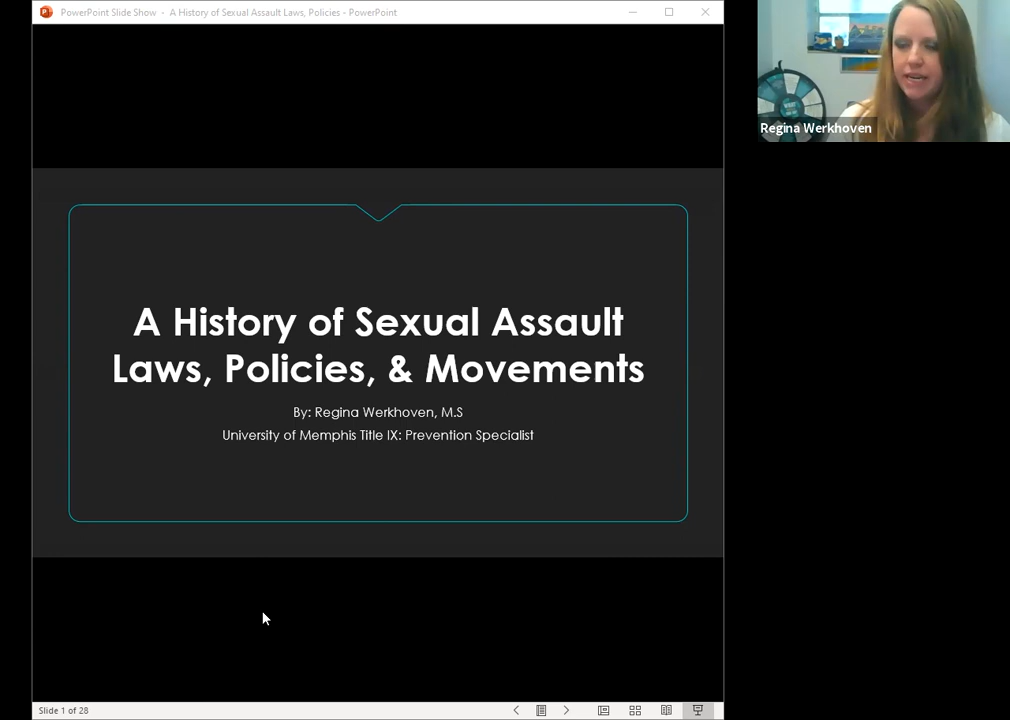 PowerPoint Slide Show - A History of Sexual Assault Laws, Policies - PowerPoint
Regina Werkhoven
A History of Sexual Assault
Laws, Policies, & Movements
By: Regina Werkhoven, M.S
University of Memphis Title IX: Prevention Specialist
Slide 1 of 28